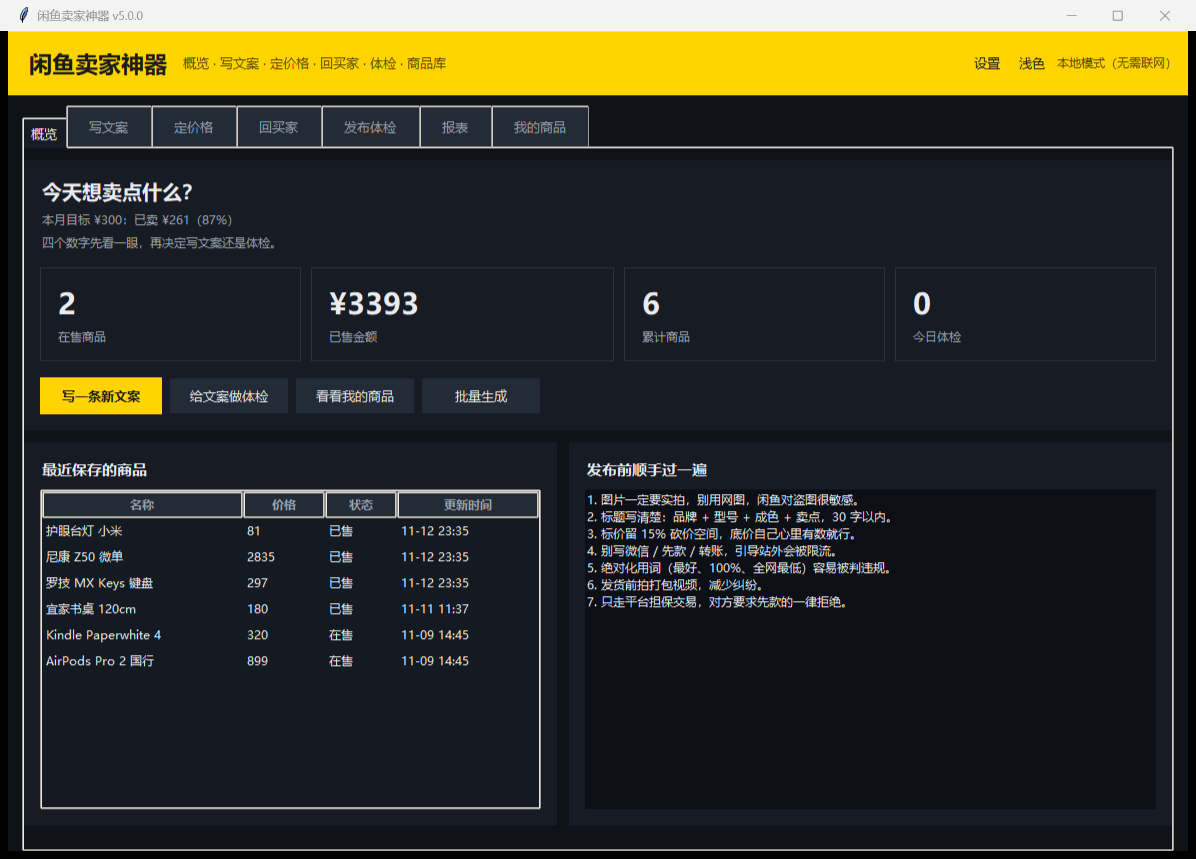 闲鱼卖家神器 v5.0.0
闲鱼卖家神器 概览 · 写文案 · 定价格 · 回买家 · 体检 · 商品库 设置 浅色 本地模式（无需联网）
概览 写文案 定价格 回买家 发布体检 报表 我的商品
今天想卖点什么？
本月目标 ¥300：已卖 ¥261（87%）
四个数字先看一眼，再决定写文案还是体检。
2 ¥3393 6 0
在售商品 已售金额 累计商品 今日体检
写一条新文案 给文案做体检 看看我的商品 批量生成
最近保存的商品
名称 价格 状态 更新时间
护眼台灯 小米 81 已售 11-12 23:35
尼康 Z50 微单 2835 已售 11-12 23:35
罗技 MX Keys 键盘 297 已售 11-12 23:35
宜家书桌 120cm 180 已售 11-11 11:37
Kindle Paperwhite 4 320 在售 11-09 14:45
AirPods Pro 2 国行 899 在售 11-09 14:45
发布前顺手过一遍
1. 图片一定要实拍，别用网图，闲鱼对盗图很敏感。
2. 标题写清楚：品牌 + 型号 + 成色 + 卖点，30 字以内。
3. 标价留 15% 砍价空间，底价自己心里有数就行。
4. 别写微信 / 先款 / 转账，引导站外会被限流。
5. 绝对化用词（最好、100%、全网最低）容易被判违规。
6. 发货前拍打包视频，减少纠纷。
7. 只走平台担保交易，对方要求先款的一律拒绝。